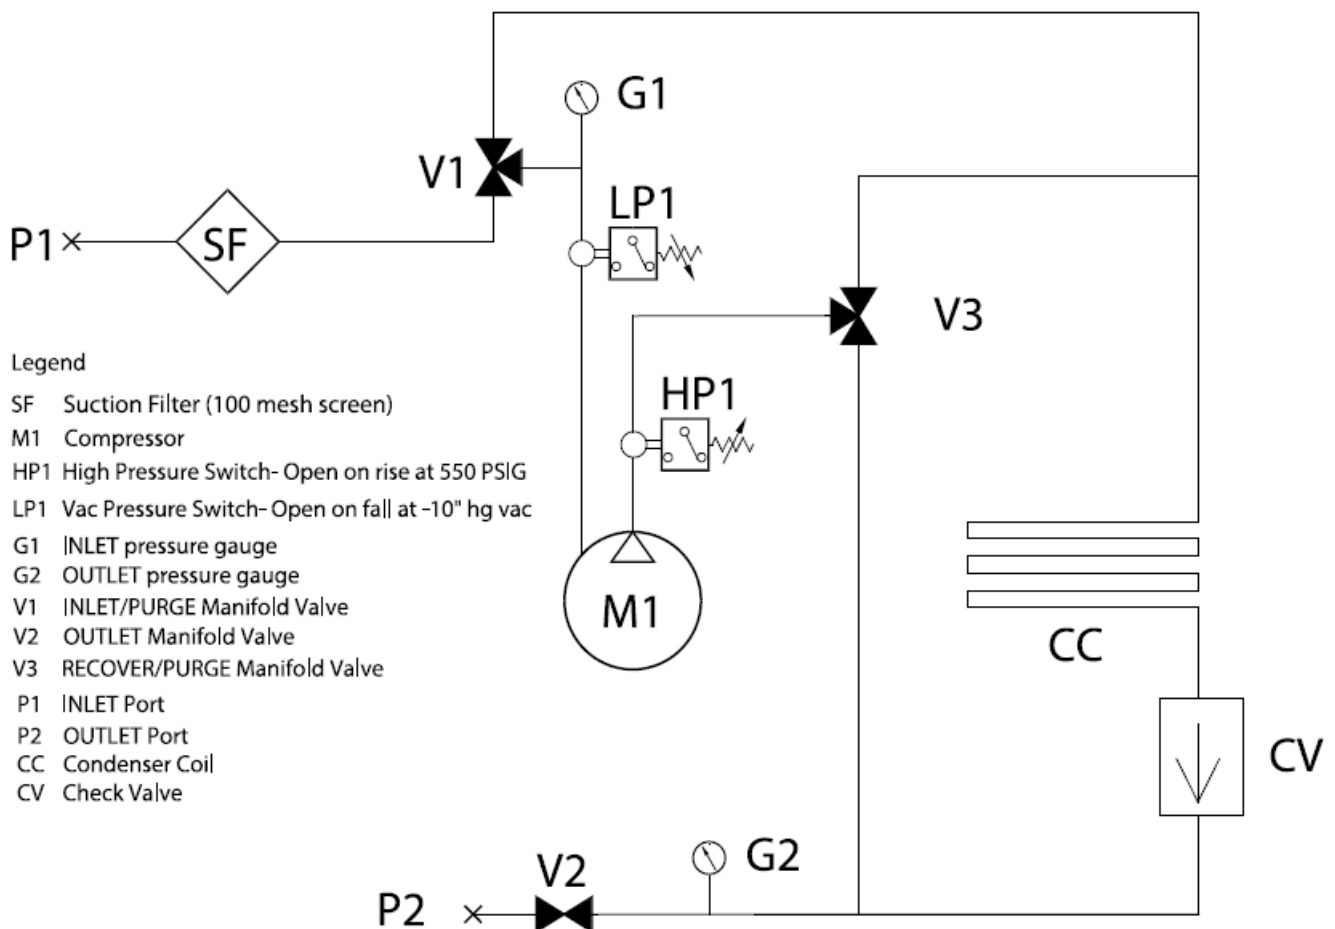 G1
V1
LP1
P1
SF
V3
HP1
Legend
SF Suction Filter (100 mesh screen)
M1 Compressor
HP1 High Pressure Switch- Open on rise at 550 PSIG
LP1 Vac Pressure Switch- Open on fall at -10" hg vac
G1 INLET pressure gauge
G2 OUTLET pressure gauge
V1 INLET/PURGE Manifold Valve
V2 OUTLET Manifold Valve
V3 RECOVER/PURGE Manifold Valve
P1 INLET Port
P2 OUTLET Port
CC Condenser Coil
CV Check Valve
M1
CC
CV
V2
G2
P2